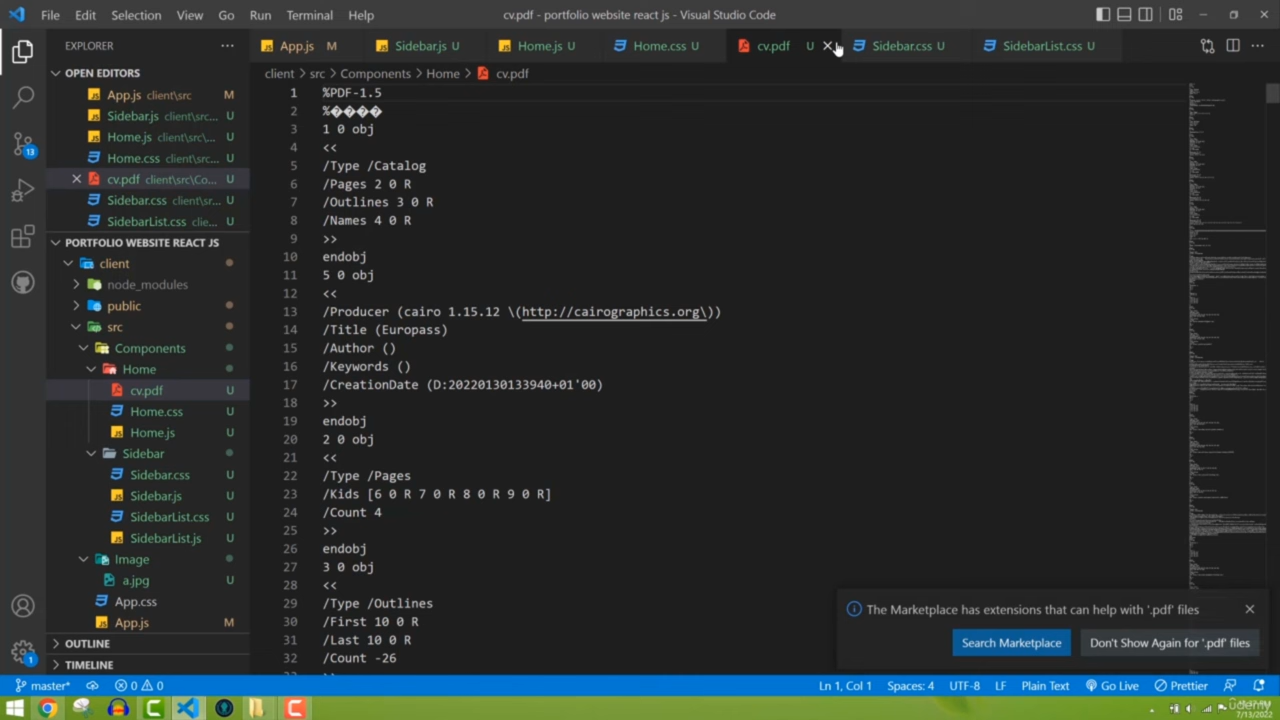 File Edit Selection View Go Run Terminal Help cv.pdf - portfolio website react js - Visual Studio Code
EXPLORER
App.js M Sidebar.js U Home.js U Home.css U cv.pdf U Sidebar.css U SidebarList.css U
client > src > Components > Home > cv.pdf
OPEN EDITORS
App.js client\src M
Sidebar.js client\src\... U
Home.js client\src\... U
Home.css client\src... U
cv.pdf client\src\Co... U
Sidebar.css client\sr... U
SidebarList.css clie... U
PORTFOLIO WEBSITE REACT JS
client
node_modules
public
src
Components
Home
cv.pdf U
Home.css U
Home.js U
Sidebar
Sidebar.css U
Sidebar.js U
SidebarList.css U
SidebarList.js U
Image
a.jpg U
App.css U
App.js M
OUTLINE
TIMELINE
13
1
1 %PDF-1.5
2 %����
3 1 0 obj
4 <<
5 /Type /Catalog
6 /Pages 2 0 R
7 /Outlines 3 0 R
8 /Names 4 0 R
9 >>
10 endobj
11 5 0 obj
12 <<
13 /Producer (cairo 1.15.12 \(http://cairographics.org\))
14 /Title (Europass)
15 /Author ()
16 /Keywords ()
17 /CreationDate (D:20220130133940+01'00)
18 >>
19 endobj
20 2 0 obj
21 <<
22 /Type /Pages
23 /Kids [6 0 R 7 0 R 8 0 R 9 0 R]
24 /Count 4
25 >>
26 endobj
27 3 0 obj
28 <<
29 /Type /Outlines
30 /First 10 0 R
31 /Last 10 0 R
32 /Count -26
The Marketplace has extensions that can help with '.pdf' files
Search Marketplace Don't Show Again for '.pdf' files
master* 0 0 Ln 1, Col 1 Spaces: 4 UTF-8 LF Plain Text Go Live Prettier
Udemy
7/13/2022